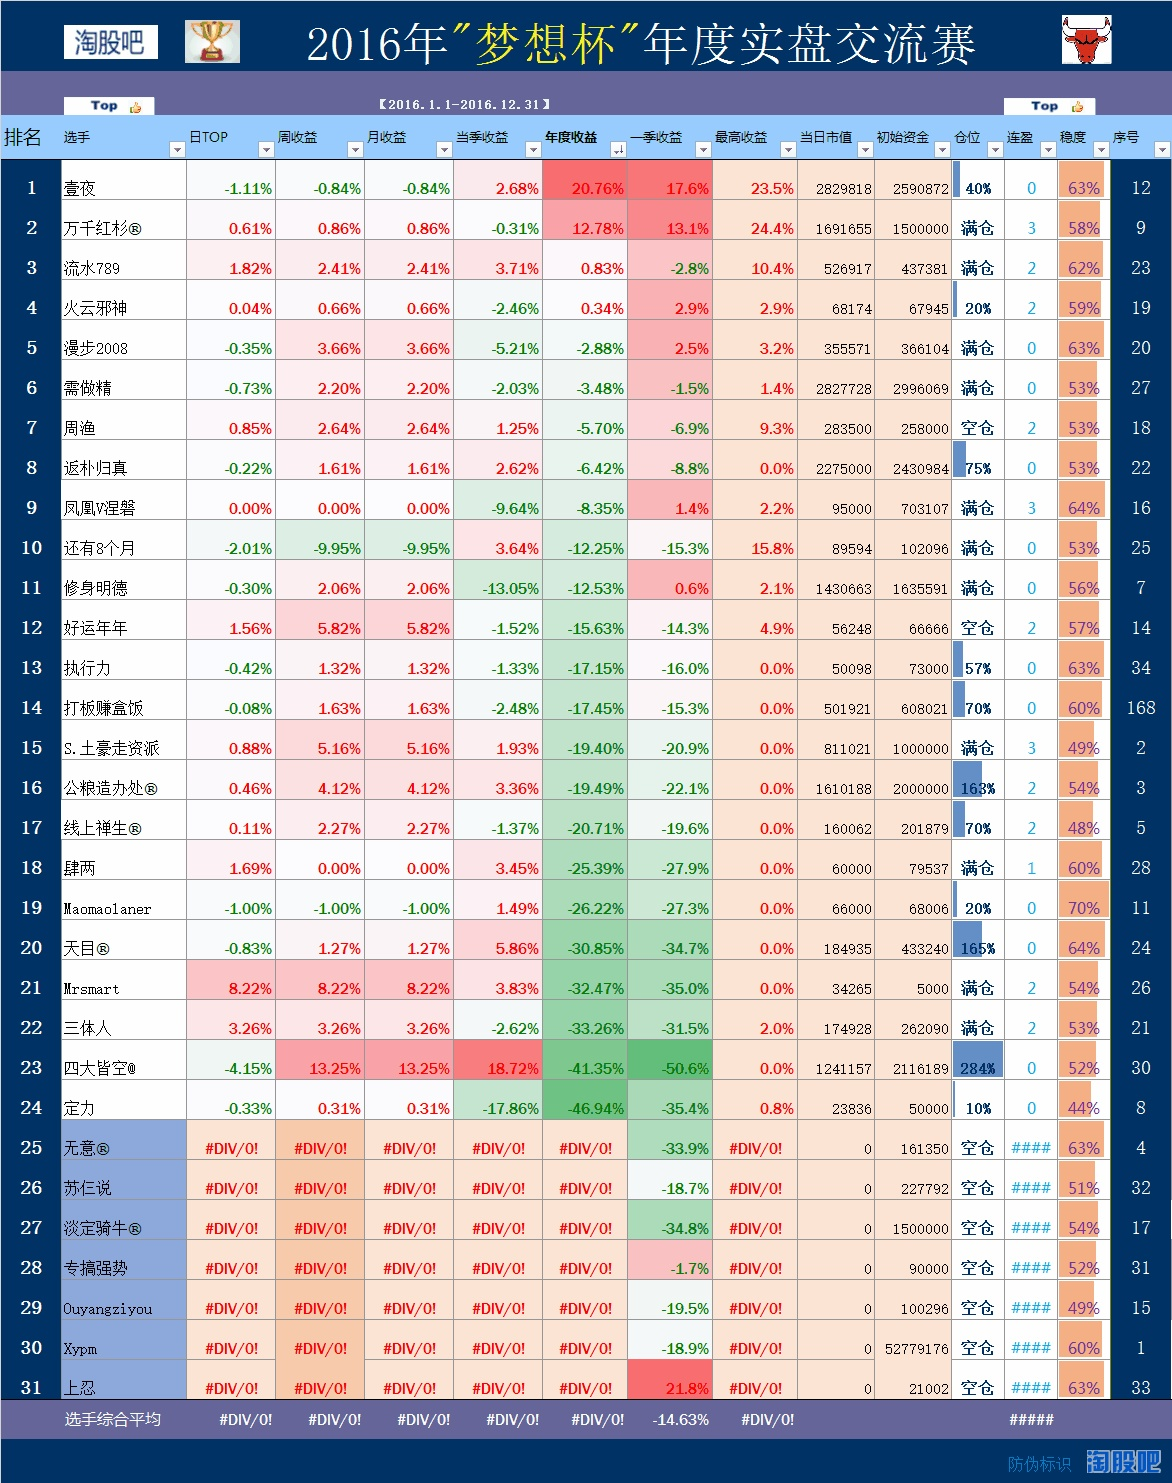 淘股吧 2016年"梦想杯"年度实盘交流赛
Top 【2016.1.1-2016.12.31】 Top
排名 选手 日TOP 周收益 月收益 当季收益 年度收益 一季收益 最高收益 当日市值 初始资金 仓位 连盈 稳度 序号
1 壹夜 -1.11% -0.84% -0.84% 2.68% 20.76% 17.6% 23.5% 2829818 2590872 40% 0 63% 12
2 万千红杉® 0.61% 0.86% 0.86% -0.31% 12.78% 13.1% 24.4% 1691655 1500000 满仓 3 58% 9
3 流水789 1.82% 2.41% 2.41% 3.71% 0.83% -2.8% 10.4% 526917 437381 满仓 2 62% 23
4 火云邪神 0.04% 0.66% 0.66% -2.46% 0.34% 2.9% 2.9% 68174 67945 20% 2 59% 19
5 漫步2008 -0.35% 3.66% 3.66% -5.21% -2.88% 2.5% 3.2% 355571 366104 满仓 0 63% 20
6 需做精 -0.73% 2.20% 2.20% -2.03% -3.48% -1.5% 1.4% 2827728 2996069 满仓 0 53% 27
7 周渔 0.85% 2.64% 2.64% 1.25% -5.70% -6.9% 9.3% 283500 258000 空仓 2 53% 18
8 返朴归真 -0.22% 1.61% 1.61% 2.62% -6.42% -8.8% 0.0% 2275000 2430984 75% 0 53% 22
9 凤凰V涅磐 0.00% 0.00% 0.00% -9.64% -8.35% 1.4% 2.2% 95000 703107 满仓 3 64% 16
10 还有8个月 -2.01% -9.95% -9.95% 3.64% -12.25% -15.3% 15.8% 89594 102096 满仓 0 53% 25
11 修身明德 -0.30% 2.06% 2.06% -13.05% -12.53% 0.6% 2.1% 1430663 1635591 满仓 0 56% 7
12 好运年年 1.56% 5.82% 5.82% -1.52% -15.63% -14.3% 4.9% 56248 66666 空仓 2 57% 14
13 执行力 -0.42% 1.32% 1.32% -1.33% -17.15% -16.0% 0.0% 50098 73000 57% 0 63% 34
14 打板赚盒饭 -0.08% 1.63% 1.63% -2.48% -17.45% -15.3% 0.0% 501921 608021 70% 0 60% 168
15 S.土豪走资派 0.88% 5.16% 5.16% 1.93% -19.40% -20.9% 0.0% 811021 1000000 满仓 3 49% 2
16 公粮造办处® 0.46% 4.12% 4.12% 3.36% -19.49% -22.1% 0.0% 1610188 2000000 163% 2 54% 3
17 线上禅生® 0.11% 2.27% 2.27% -1.37% -20.71% -19.6% 0.0% 160062 201879 70% 2 48% 5
18 肆两 1.69% 0.00% 0.00% 3.45% -25.39% -27.9% 0.0% 60000 79537 满仓 1 60% 28
19 Maomaolaner -1.00% -1.00% -1.00% 1.49% -26.22% -27.3% 0.0% 66000 68006 20% 0 70% 11
20 天目® -0.83% 1.27% 1.27% 5.86% -30.85% -34.7% 0.0% 184935 433240 165% 0 64% 24
21 Mrsmart 8.22% 8.22% 8.22% 3.83% -32.47% -35.0% 0.0% 34265 5000 满仓 2 54% 26
22 三体人 3.26% 3.26% 3.26% -2.62% -33.26% -31.5% 2.0% 174928 262090 满仓 2 53% 21
23 四大皆空@ -4.15% 13.25% 13.25% 18.72% -41.35% -50.6% 0.0% 1241157 2116189 284% 0 52% 30
24 定力 -0.33% 0.31% 0.31% -17.86% -46.94% -35.4% 0.8% 23836 50000 10% 0 44% 8
25 无意® #DIV/0! #DIV/0! #DIV/0! #DIV/0! #DIV/0! -33.9% #DIV/0! 0 161350 空仓 #### 63% 4
26 苏仨说 #DIV/0! #DIV/0! #DIV/0! #DIV/0! #DIV/0! -18.7% #DIV/0! 0 227792 空仓 #### 51% 32
27 淡定骑牛® #DIV/0! #DIV/0! #DIV/0! #DIV/0! #DIV/0! -34.8% #DIV/0! 0 1500000 空仓 #### 54% 17
28 专搞强势 #DIV/0! #DIV/0! #DIV/0! #DIV/0! #DIV/0! -1.7% #DIV/0! 0 90000 空仓 #### 52% 31
29 Ouyangziyou #DIV/0! #DIV/0! #DIV/0! #DIV/0! #DIV/0! -19.5% #DIV/0! 0 100296 空仓 #### 49% 15
30 Xypm #DIV/0! #DIV/0! #DIV/0! #DIV/0! #DIV/0! -18.9% #DIV/0! 0 52779176 空仓 #### 60% 1
31 上忍 #DIV/0! #DIV/0! #DIV/0! #DIV/0! #DIV/0! 21.8% #DIV/0! 0 21002 空仓 #### 63% 33
选手综合平均 #DIV/0! #DIV/0! #DIV/0! #DIV/0! #DIV/0! -14.63% #DIV/0! #####
防伪标识 淘股吧